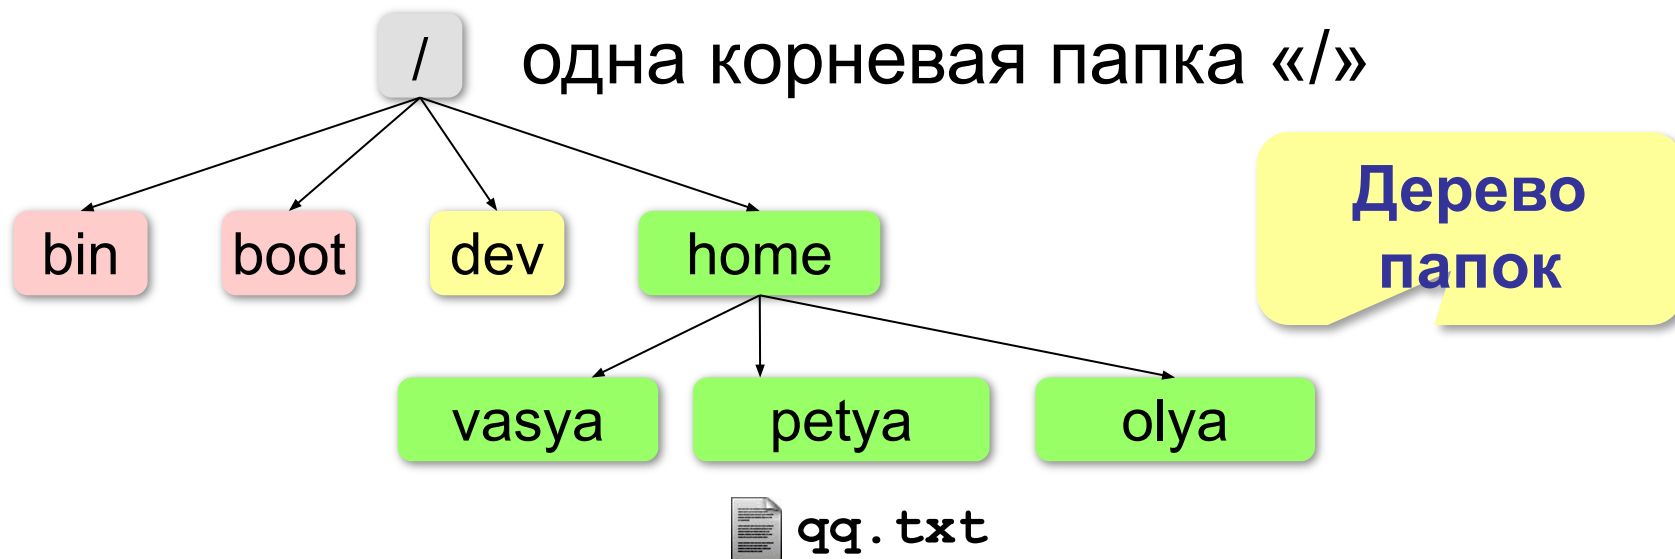 / одна корневая папка «/»
Дерево
папок
bin boot dev home
vasya petya olya
qq.txt